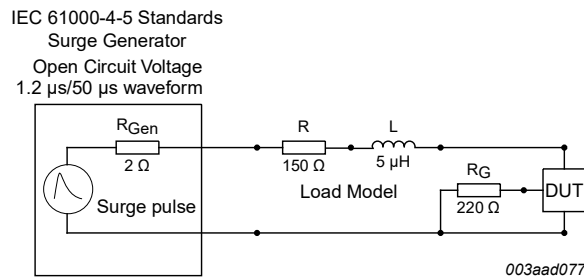 IEC 61000-4-5 Standards
Surge Generator
Open Circuit Voltage
1.2 μs/50 μs waveform
RGen
2 Ω
Surge pulse
R
150 Ω
L
5 μH
Load Model
RG
220 Ω
DUT
003aad077